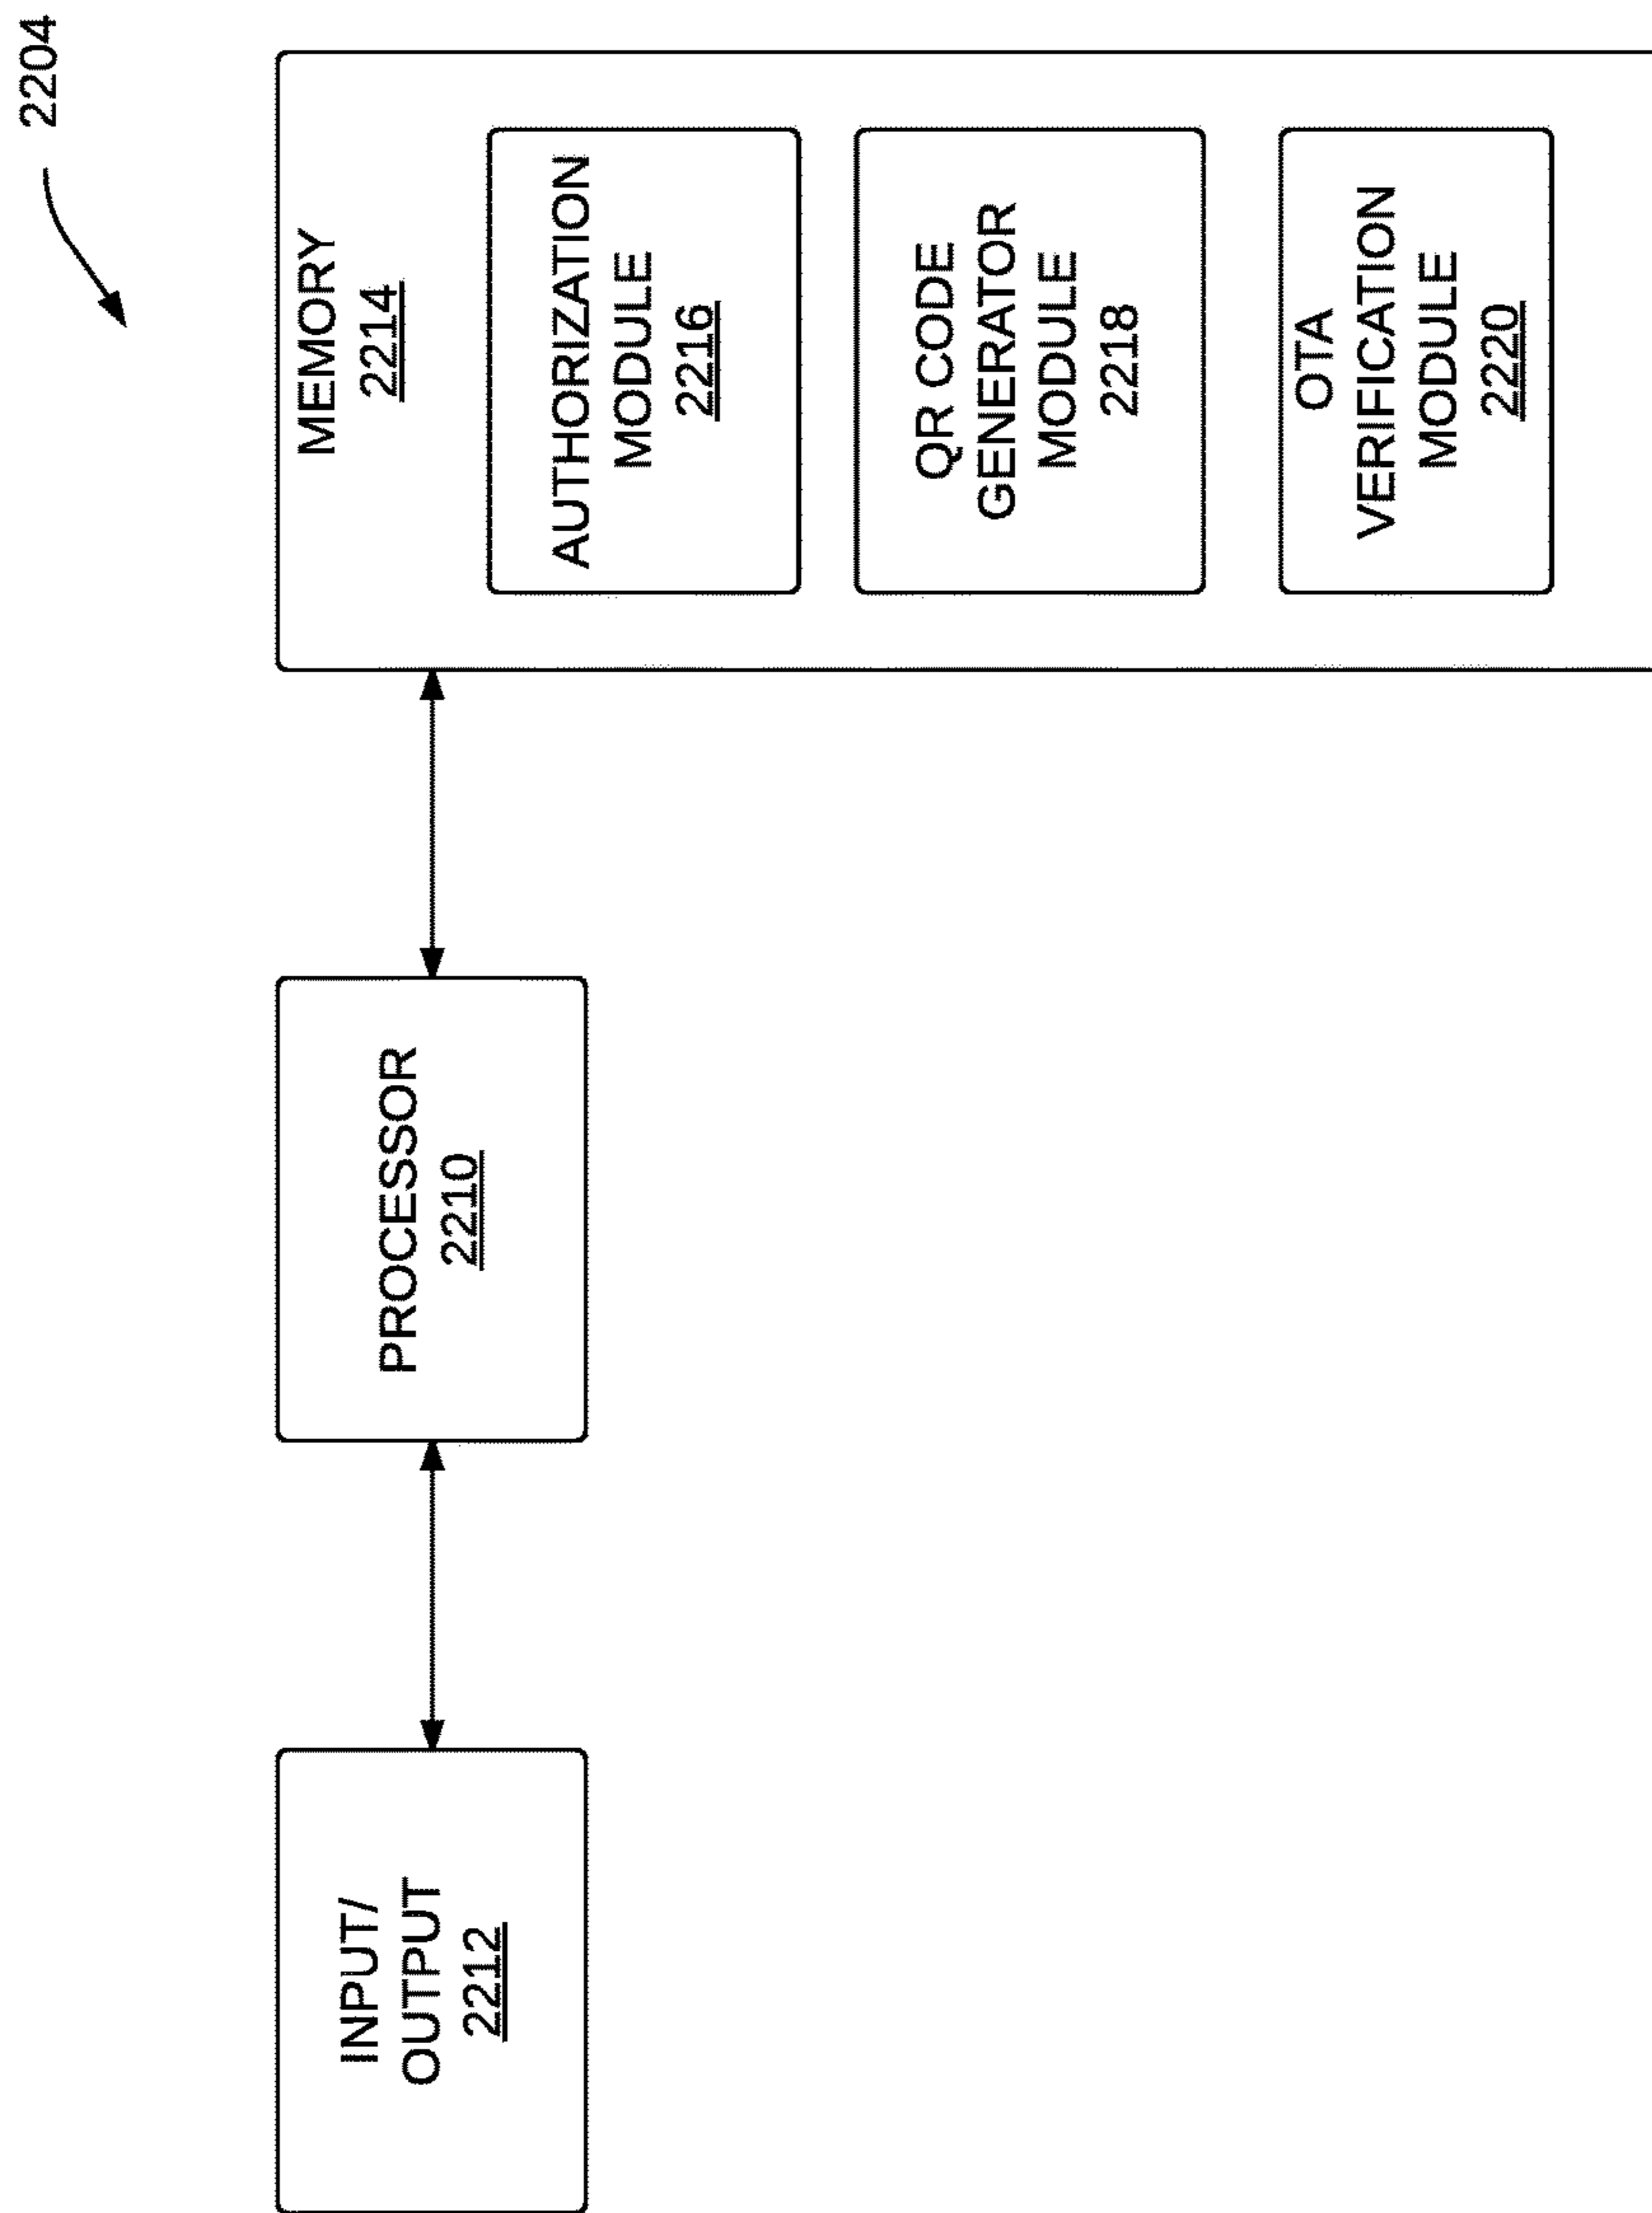 2204
INPUT/
OUTPUT
2212
PROCESSOR
2210
MEMORY
2214
AUTHORIZATION
MODULE
2216
QR CODE
GENERATOR
MODULE
2218
OTA
VERIFICATION
MODULE
2220